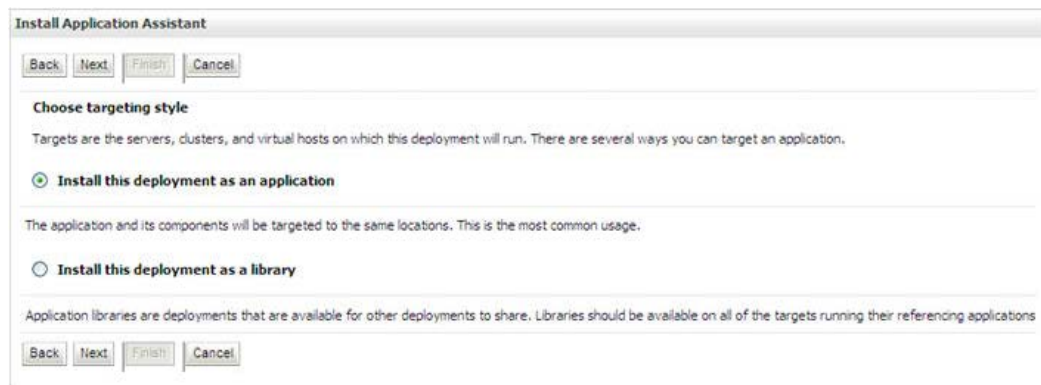 Install Application Assistant
Back Next Finish Cancel
Choose targeting style
Targets are the servers, clusters, and virtual hosts on which this deployment will run. There are several ways you can target an application.
Install this deployment as an application
The application and its components will be targeted to the same locations. This is the most common usage.
Install this deployment as a library
Application libraries are deployments that are available for other deployments to share. Libraries should be available on all of the targets running their referencing applications
Back Next Finish Cancel